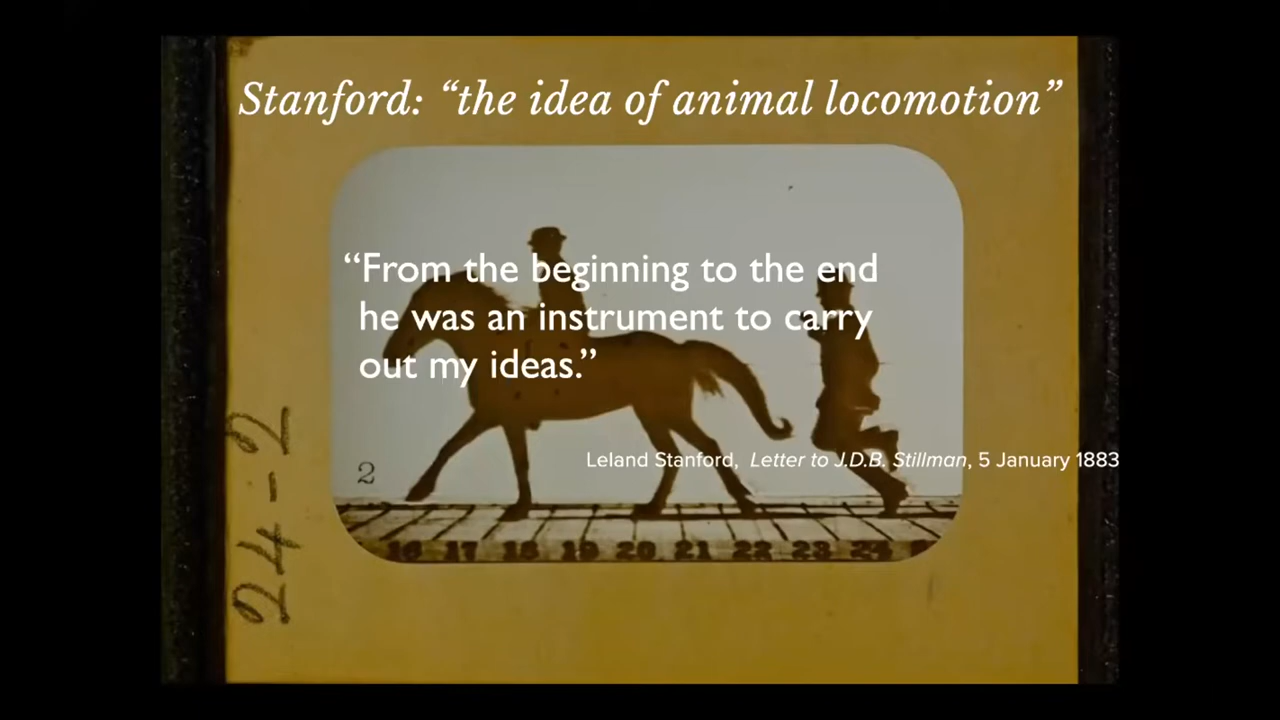 Stanford: “the idea of animal locomotion”
“From the beginning to the end
he was an instrument to carry
out my ideas.”
Leland Stanford, Letter to J.D.B. Stillman, 5 January 1883
2
16 17 18 19 20 21 22 23 24
24-2